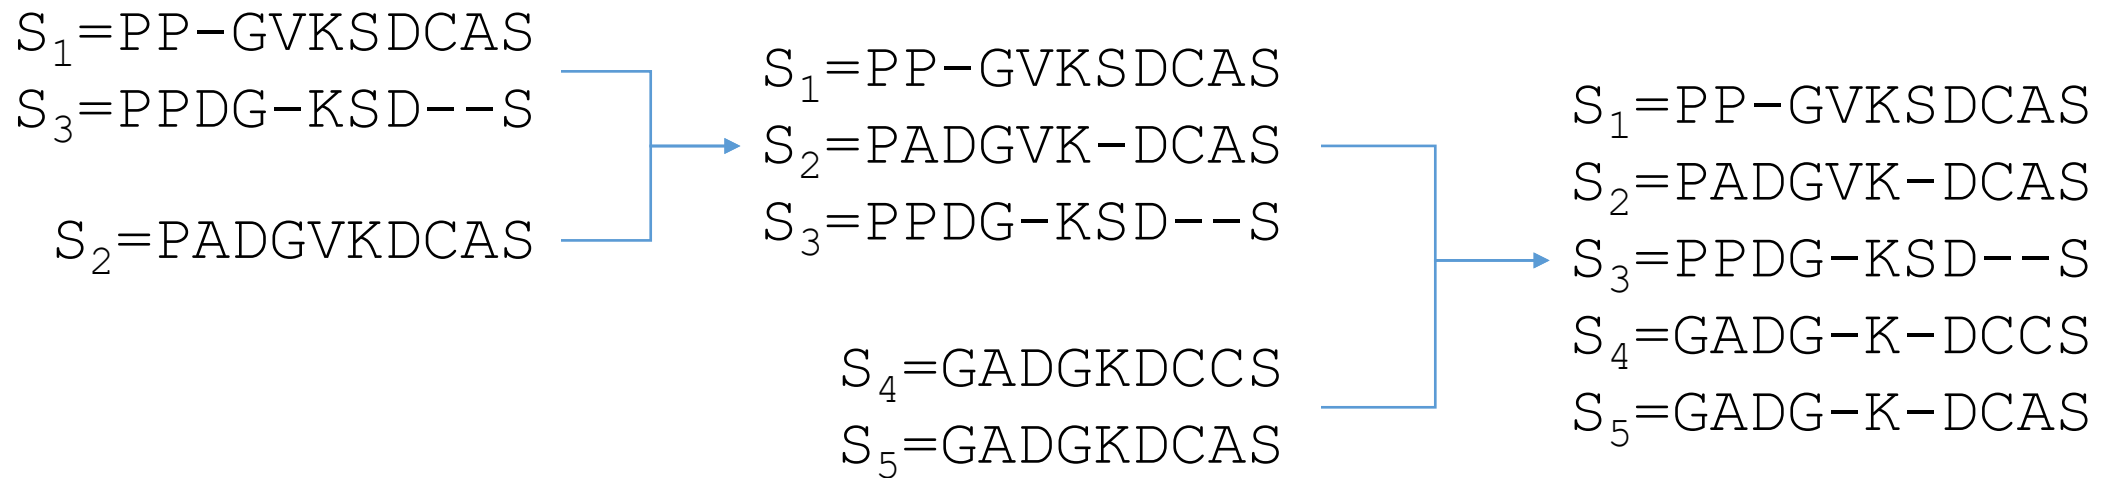 S₁=PP-GVKSDCAS
S₃=PPDG-KSD--S
S₂=PADGVKDCAS
S₁=PP-GVKSDCAS
S₂=PADGVK-DCAS
S₃=PPDG-KSD--S
S₄=GADGKDCCS
S₅=GADGKDCAS
S₁=PP-GVKSDCAS
S₂=PADGVK-DCAS
S₃=PPDG-KSD--S
S₄=GADG-K-DCCS
S₅=GADG-K-DCAS